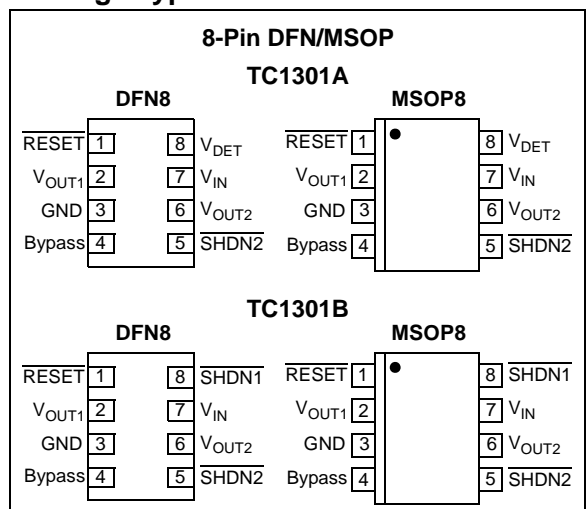 8-Pin DFN/MSOP
TC1301A
DFN8
RESET 1
VOUT1 2
GND 3
Bypass 4
8 VDET
7 VIN
6 VOUT2
5 SHDN2
MSOP8
RESET 1
VOUT1 2
GND 3
Bypass 4
8 VDET
7 VIN
6 VOUT2
5 SHDN2
TC1301B
DFN8
RESET 1
VOUT1 2
GND 3
Bypass 4
8 SHDN1
7 VIN
6 VOUT2
5 SHDN2
MSOP8
RESET 1
VOUT1 2
GND 3
Bypass 4
8 SHDN1
7 VIN
6 VOUT2
5 SHDN2